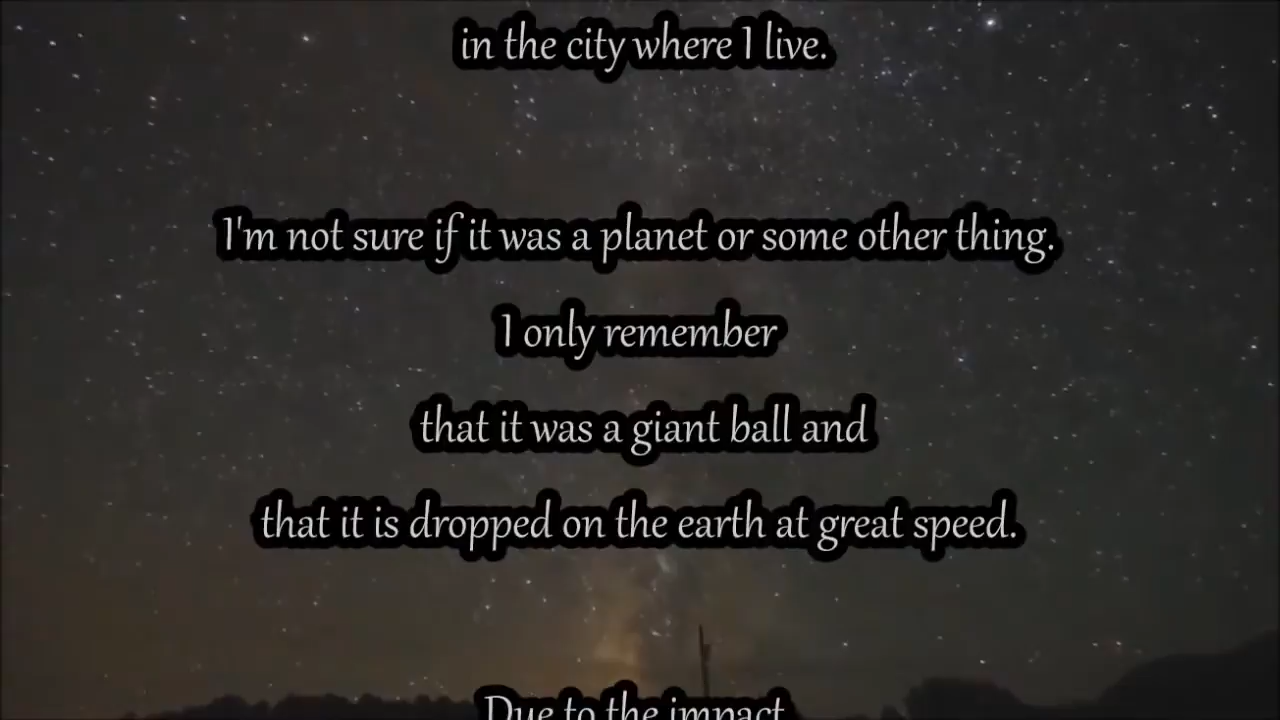 in the city where I live.
I'm not sure if it was a planet or some other thing.
I only remember
that it was a giant ball and
that it is dropped on the earth at great speed.
Due to the impact